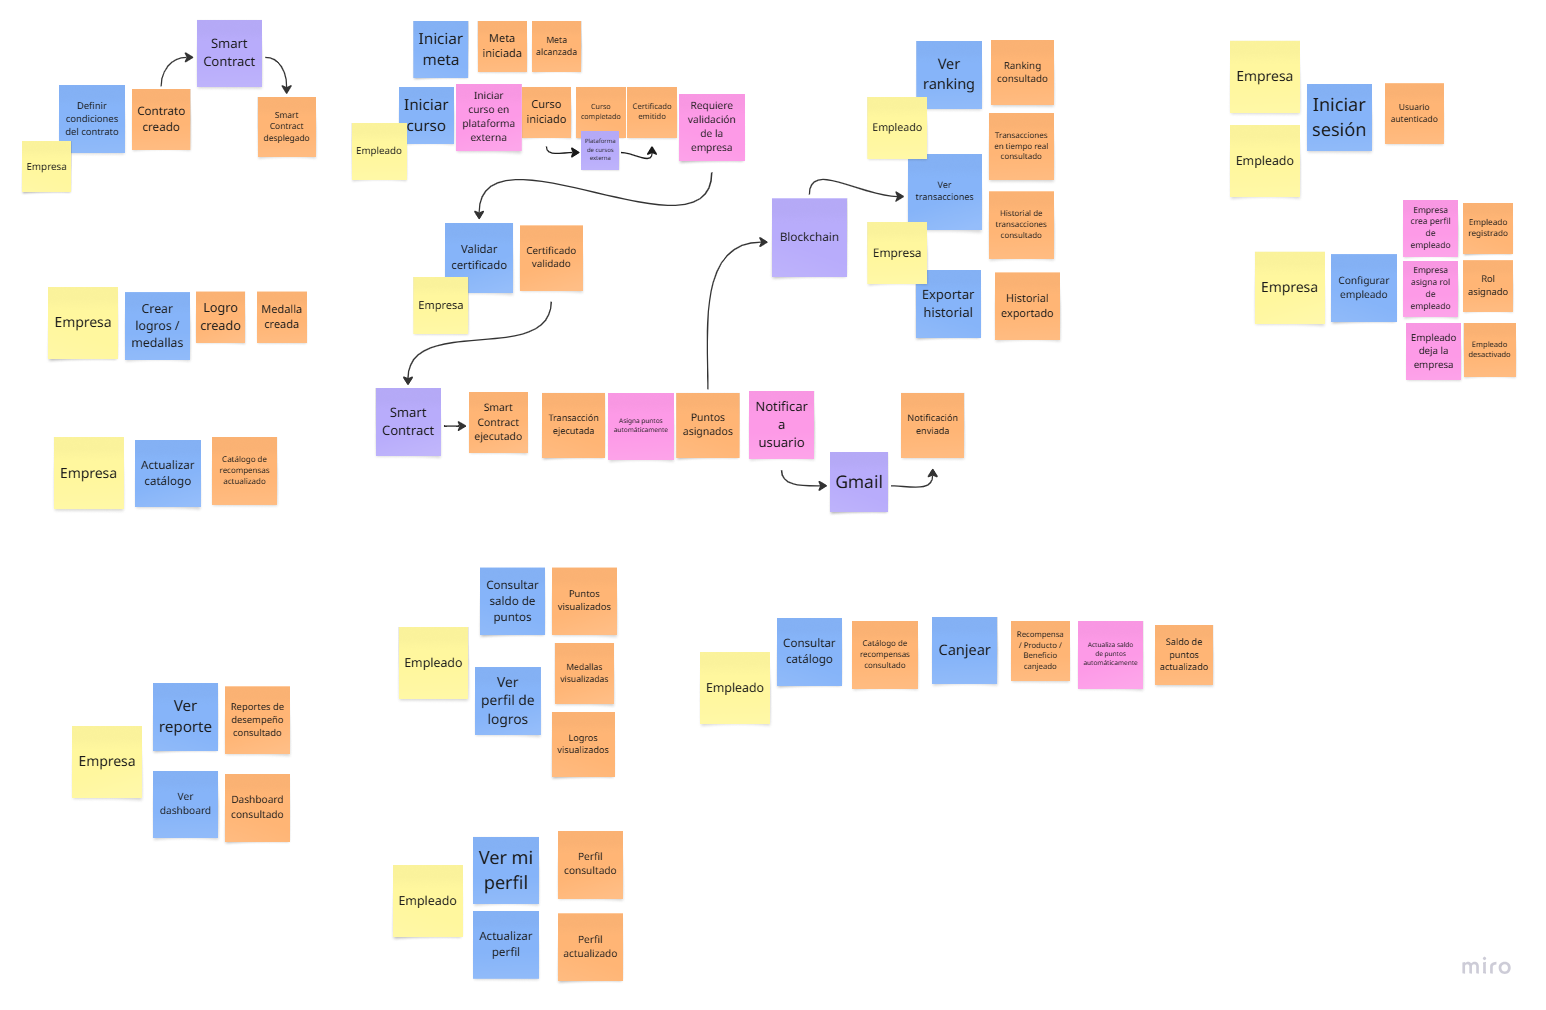 Smart
Contract
Definir
condiciones
del contrato
Contrato
creado
Smart
Contract
desplegado
Empresa
Iniciar
meta
Meta
iniciada
Meta
alcanzada
Iniciar
curso
Iniciar
curso en
plataforma
externa
Curso
iniciado
Curso
completado
Certificado
emitido
Requiere
validación
de la
empresa
Empleado
Plataforma
de cursos
externa
Validar
certificado
Certificado
validado
Empresa
Smart
Contract
Smart
Contract
ejecutado
Transacción
ejecutada
Asigna puntos
automáticamente
Puntos
asignados
Notificar
a
usuario
Gmail
Notificación
enviada
Blockchain
Ver
ranking
Ranking
consultado
Empleado
Ver
transacciones
Transacciones
en tiempo real
consultado
Historial de
transacciones
consultado
Empresa
Exportar
historial
Historial
exportado
Empresa
Empleado
Iniciar
sesión
Usuario
autenticado
Empresa
Configurar
empleado
Empresa
crea perfil
de
empleado
Empleado
registrado
Empresa
asigna rol
de
empleado
Rol
asignado
Empleado
deja la
empresa
Empleado
desactivado
Empresa
Crear
logros /
medallas
Logro
creado
Medalla
creada
Empresa
Actualizar
catálogo
Catálogo de
recompensas
actualizado
Empleado
Consultar
saldo de
puntos
Puntos
visualizados
Ver
perfil de
logros
Medallas
visualizadas
Logros
visualizados
Empleado
Consultar
catálogo
Catálogo de
recompensas
consultado
Canjear
Recompensa
/ Producto /
Beneficio
canjeado
Actualiza saldo
de puntos
automáticamente
Saldo de
puntos
actualizado
Empresa
Ver
reporte
Reportes de
desempeño
consultado
Ver
dashboard
Dashboard
consultado
Empleado
Ver mi
perfil
Perfil
consultado
Actualizar
perfil
Perfil
actualizado
miro